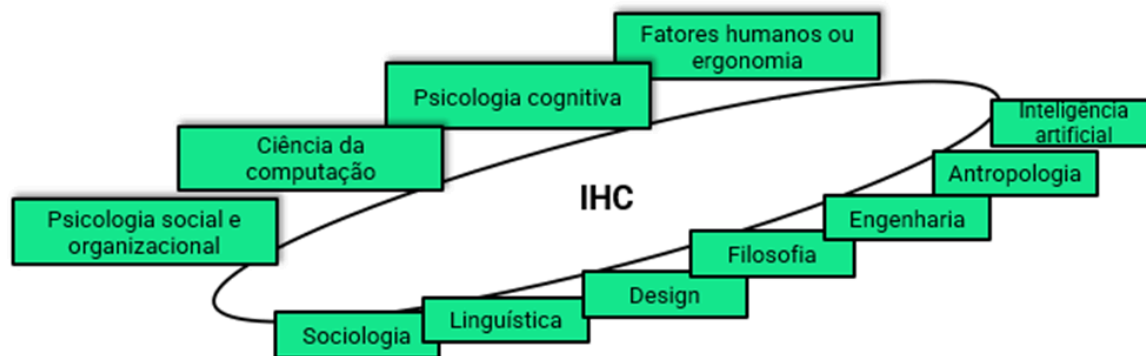 Fatores humanos ou
ergonomia
Psicologia cognitiva
Inteligência
artificial
Ciência da
computação
Antropologia
IHC
Psicologia social e
organizacional
Engenharia
Filosofia
Design
Linguística
Sociologia